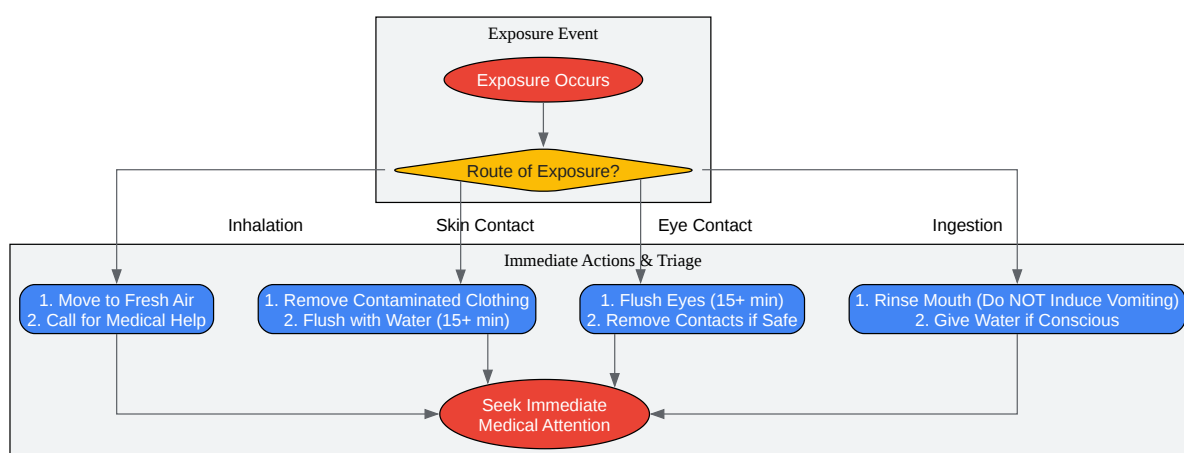 Exposure Event
Exposure Occurs
Route of Exposure?
Inhalation
Skin Contact
Eye Contact
Ingestion
Immediate Actions & Triage
1. Move to Fresh Air
2. Call for Medical Help
1. Remove Contaminated Clothing
2. Flush with Water (15+ min)
1. Flush Eyes (15+ min)
2. Remove Contacts if Safe
1. Rinse Mouth (Do NOT Induce Vomiting)
2. Give Water if Conscious
Seek Immediate
Medical Attention